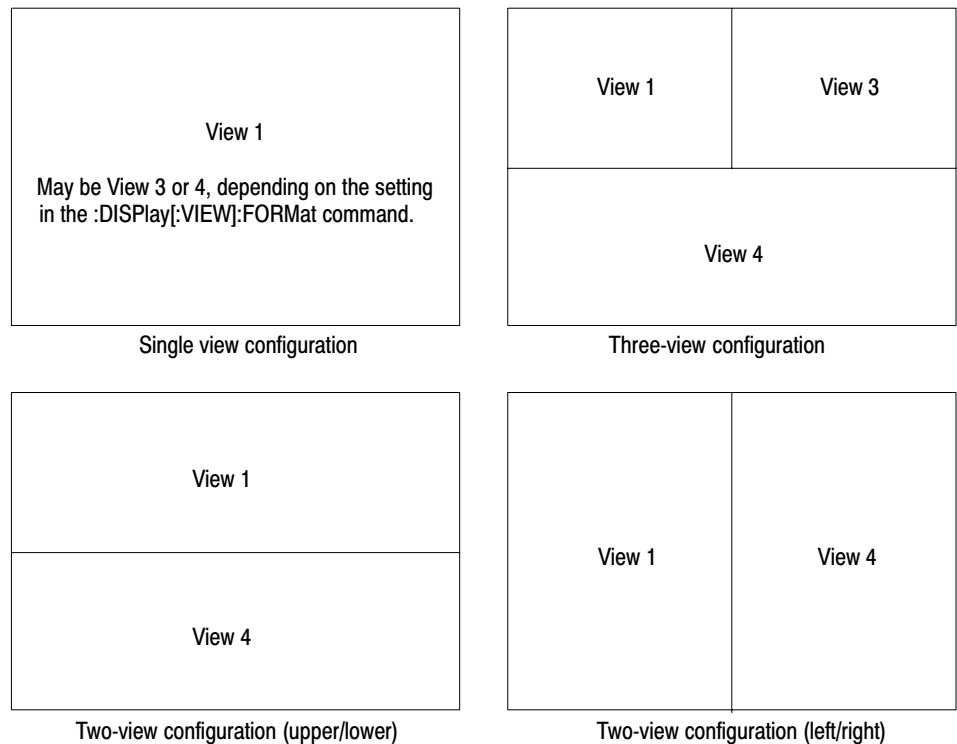 View 1
May be View 3 or 4, depending on the setting
in the :DISPlay[:VIEW]:FORMat command.
Single view configuration
View 1
View 3
View 4
Three-view configuration
View 1
View 4
Two-view configuration (upper/lower)
View 1
View 4
Two-view configuration (left/right)